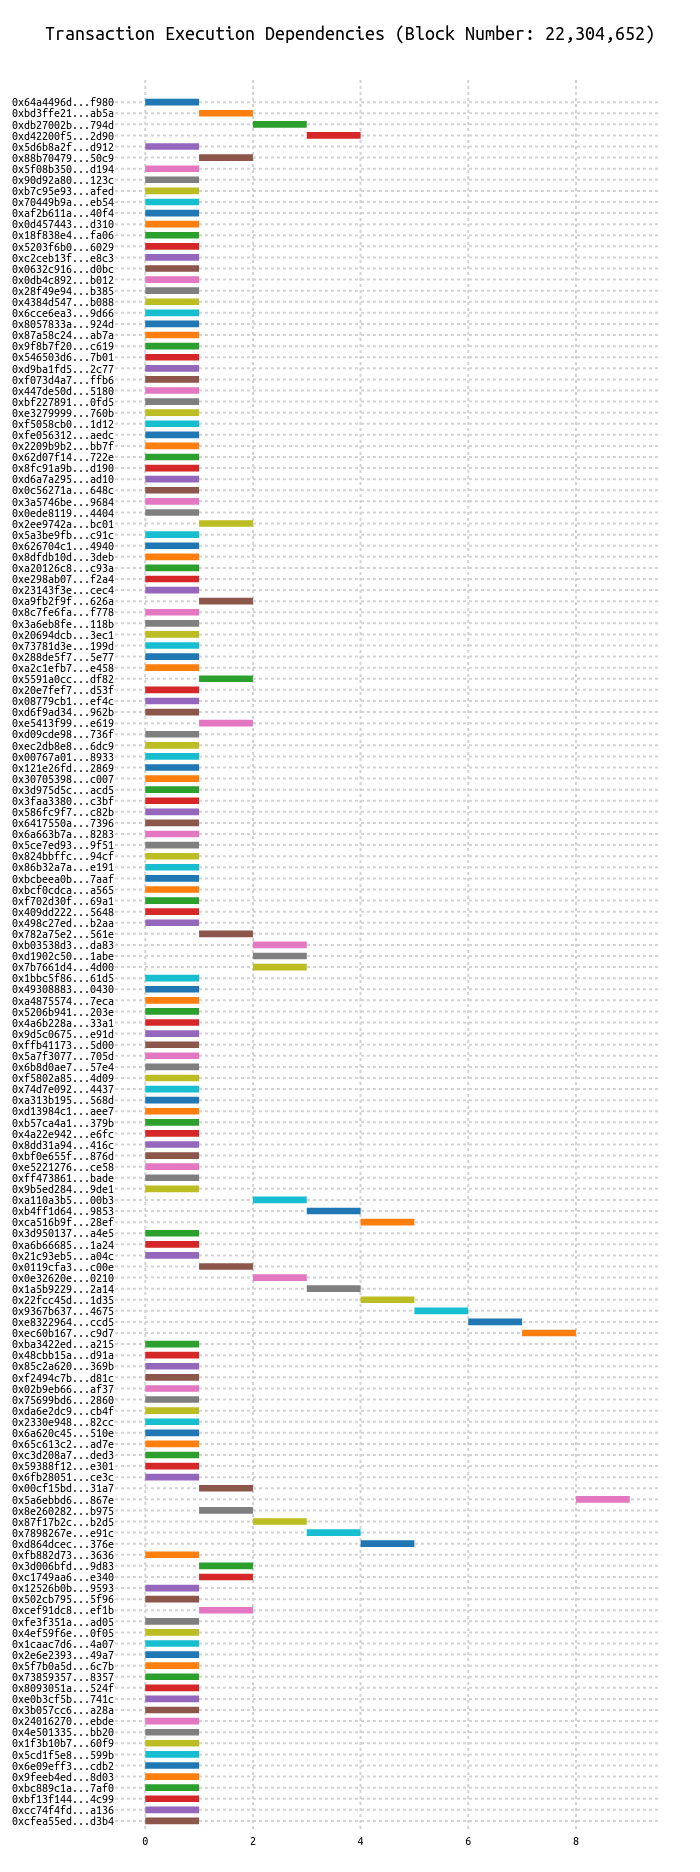 Transaction Execution Dependencies (Block Number: 22,304,652)
0x64a4496d...f980
0xbd3ffe21...ab5a
0xdb27002b...794d
0xd42200f5...2d90
0x5d6b8a2f...d912
0x88b70479...50c9
0x5f08b350...d194
0x90d92a80...123c
0xb7c95e93...afed
0x70449b9a...eb54
0xaf2b611a...40f4
0x0d457443...d310
0x18f838e4...fa06
0x5203f6b0...6029
0xc2ceb13f...e8c3
0x0632c916...d0bc
0x0db4c892...b012
0x28f49e94...b385
0x4384d547...b088
0x6cce6ea3...9d66
0x8057833a...924d
0x87a58c24...ab7a
0x9f8b7f20...c619
0x546503d6...7b01
0xd9ba1fd5...2c77
0xf073d4a7...ffb6
0x447de50d...5180
0xbf227891...0fd5
0xe3279999...760b
0xf5058cb0...1d12
0xfe056312...aedc
0x2209b9b2...bb7f
0x62d07f14...722e
0x8fc91a9b...d190
0xd6a7a295...ad10
0x0c56271a...648c
0x3a5746be...9684
0x0ede8119...4404
0x2ee9742a...bc01
0x5a3be9fb...c91c
0x626704c1...4940
0x8dfdb10d...3deb
0xa20126c8...c93a
0xe298ab07...f2a4
0x23143f3e...cec4
0xa9fb2f9f...626a
0x8c7fe6fa...f778
0x3a6eb8fe...118b
0x20694dcb...3ec1
0x73781d3e...199d
0x288de5f7...5e77
0xa2c1efb7...e458
0x5591a0cc...df82
0x20e7fef7...d53f
0x08779cb1...ef4c
0xd6f9ad34...962b
0xe5413f99...e619
0xd09cde98...736f
0xec2db8e8...6dc9
0x00767a01...8933
0x121e26fd...2869
0x30705398...c007
0x3d975d5c...acd5
0x3faa3380...c3bf
0x586fc9f7...c82b
0x6417550a...7396
0x6a663b7a...8283
0x5ce7ed93...9f51
0x824bbffc...94cf
0x86b32a7a...e191
0xbcbeea0b...7aaf
0xbcf0cdca...a565
0xf702d30f...69a1
0x409dd222...5648
0x498c27ed...b2aa
0x782a75e2...561e
0xb03538d3...da83
0xd1902c50...1abe
0x7b7661d4...4d00
0x1bbc5f86...61d5
0x49308883...0430
0xa4875574...7eca
0x5206b941...203e
0x4a6b228a...33a1
0x9d5c0675...e91d
0xffb41173...5d00
0x5a7f3077...705d
0x6b8d0ae7...57e4
0xf5802a85...4d09
0x74d7e092...4437
0xa313b195...568d
0xd13984c1...aee7
0xb57ca4a1...379b
0x4a22e942...e6fc
0x8dd31a94...416c
0xbf0e655f...876d
0xe5221276...ce58
0xff473861...bade
0x9b5ed284...9de1
0xa110a3b5...00b3
0xb4ff1d64...9853
0xca516b9f...28ef
0x3d950137...a4e5
0xa6b66685...1a24
0x21c93eb5...a04c
0x0119cfa3...c00e
0x0e32620e...0210
0x1a5b9229...2a14
0x22fcc45d...1d35
0x9367b637...4675
0xe8322964...ccd5
0xec60b167...c9d7
0xba3422ed...a215
0x48cbb15a...d91a
0x85c2a620...369b
0xf2494c7b...d81c
0x02b9eb66...af37
0x75699bd6...2860
0xda6e2dc9...cb4f
0x2330e948...82cc
0x6a620c45...510e
0x65c613c2...ad7e
0xc3d208a7...ded3
0x59388f12...e301
0x6fb28051...ce3c
0x00cf15bd...31a7
0x5a6ebbd6...867e
0x8e260282...b975
0x87f17b2c...b2d5
0x7898267e...e91c
0xd864dcec...376e
0xfb882d73...3636
0x3d006bfd...9d83
0xc1749aa6...e340
0x12526b0b...9593
0x502cb795...5f96
0xcef91dc8...ef1b
0xfe3f351a...ad05
0x4ef59f6e...0f05
0x1caac7d6...4a07
0x2e6e2393...49a7
0x5f7b0a5d...6c7b
0x73859357...8357
0x8093051a...524f
0xe0b3cf5b...741c
0x3b057cc6...a28a
0x24016270...ebde
0x4e501335...bb20
0x1f3b10b7...60f9
0x5cd1f5e8...599b
0x6e09eff3...cdb2
0x9feeb4ed...8d03
0xbc889c1a...7af0
0xbf13f144...4c99
0xcc74f4fd...a136
0xcfea55ed...d3b4
0 2 4 6 8